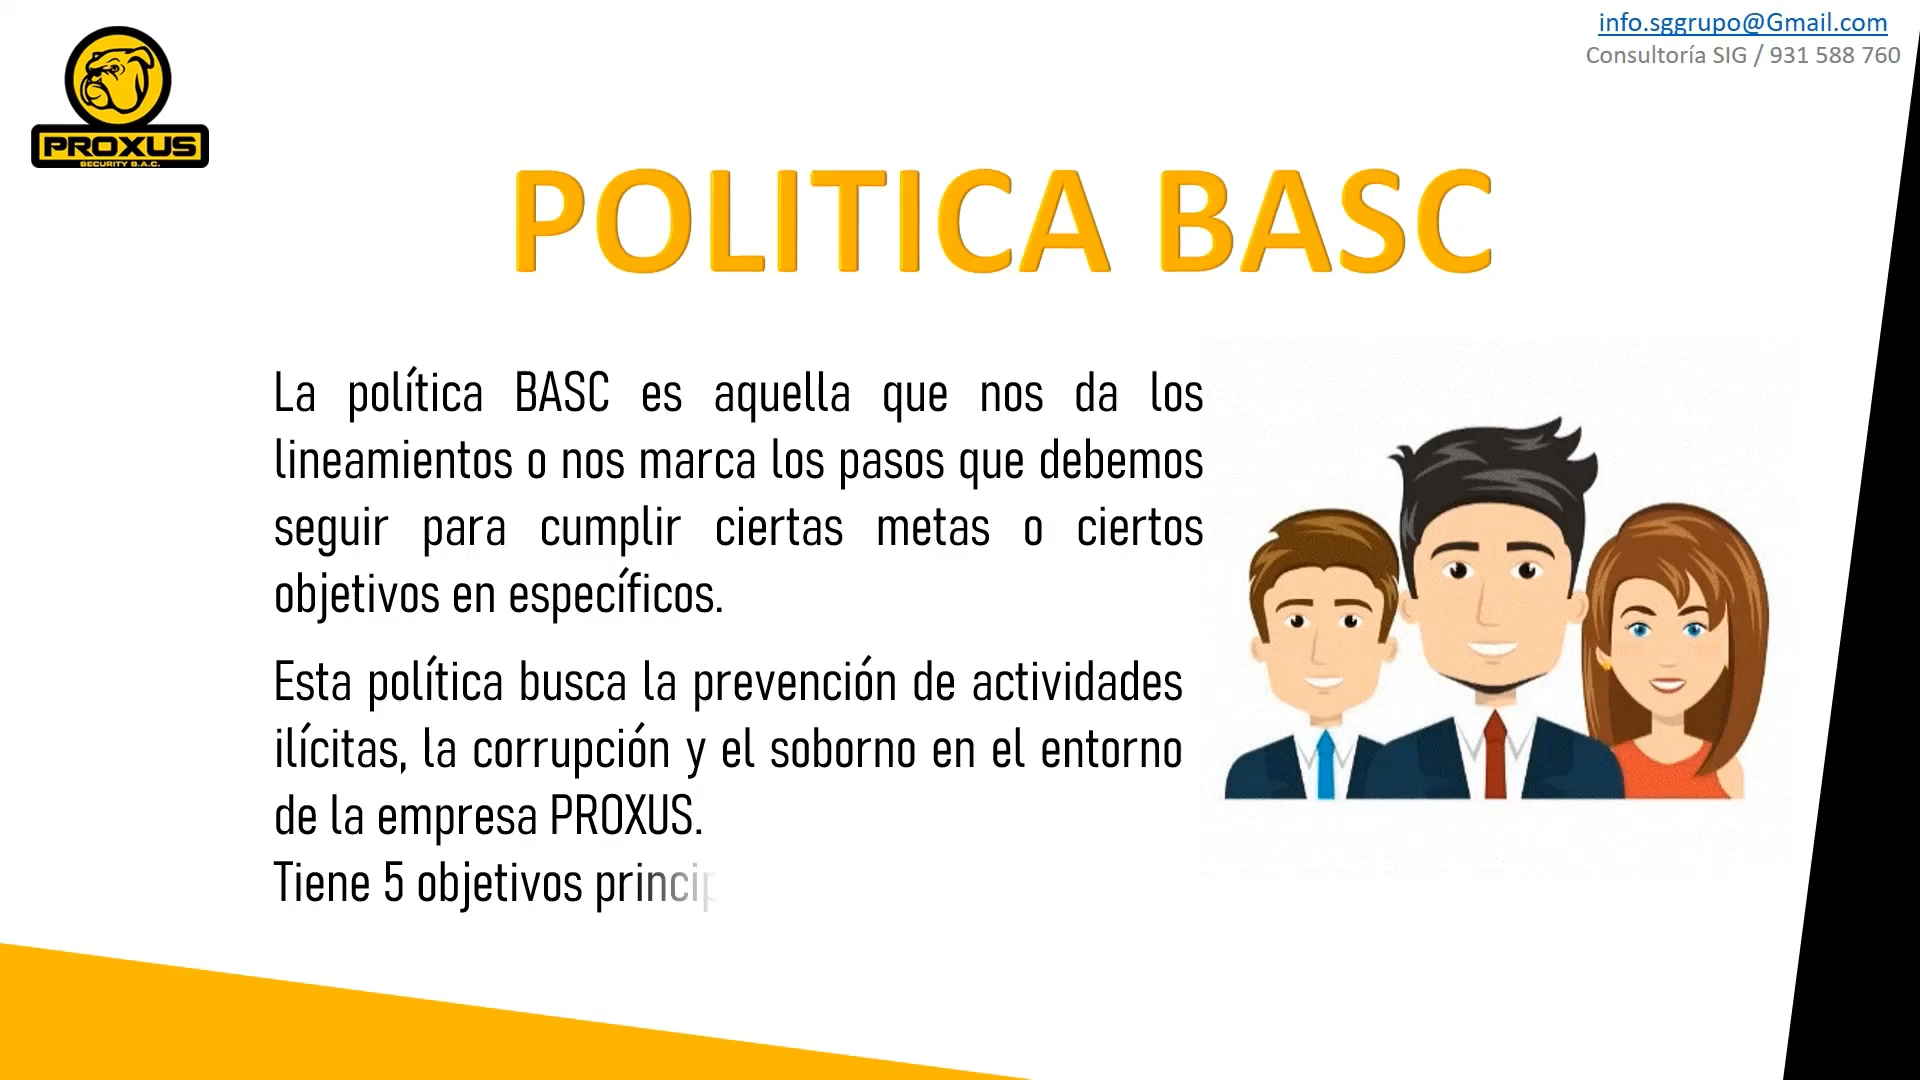 info.sggrupo@Gmail.com
Consultoría SIG / 931 588 760
PROXUS
SECURITY S.A.C.
POLITICA BASC
La política BASC es aquella que nos da los
lineamientos o nos marca los pasos que debemos
seguir para cumplir ciertas metas o ciertos
objetivos en específicos.
Esta política busca la prevención de actividades
ilícitas, la corrupción y el soborno en el entorno
de la empresa PROXUS.
Tiene 5 objetivos princip